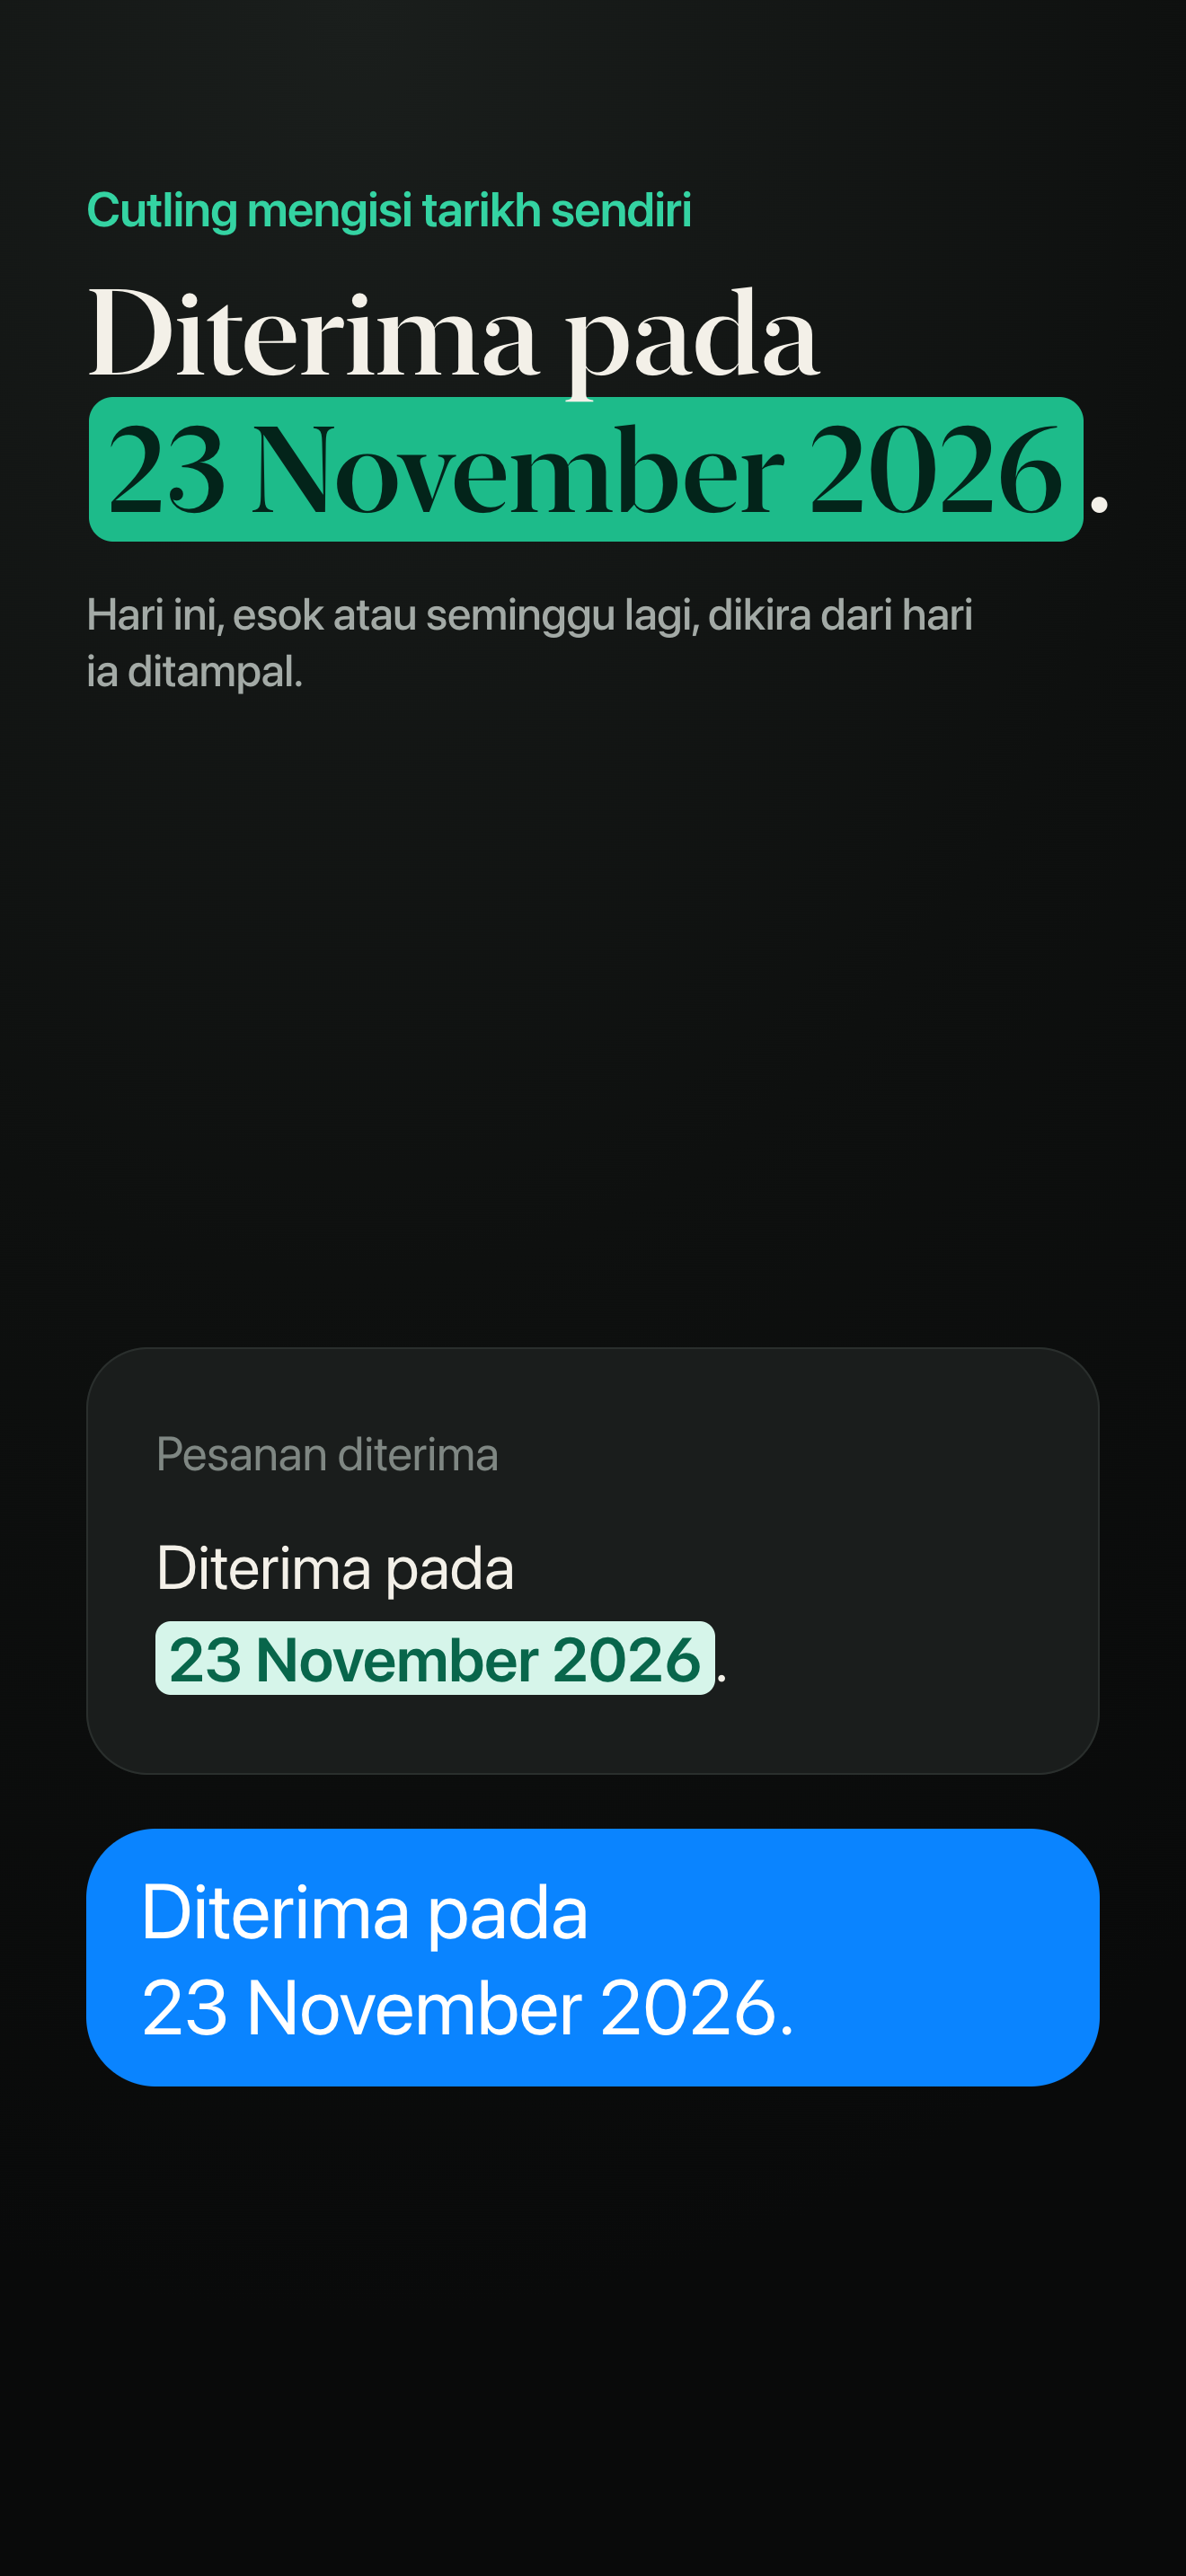 Cutling mengisi tarikh sendiri
Diterima pada
23 November 2026.
Hari ini, esok atau seminggu lagi, dikira dari hari
ia ditampal.
Pesanan diterima
Diterima pada
23 November 2026.
Diterima pada
23 November 2026.